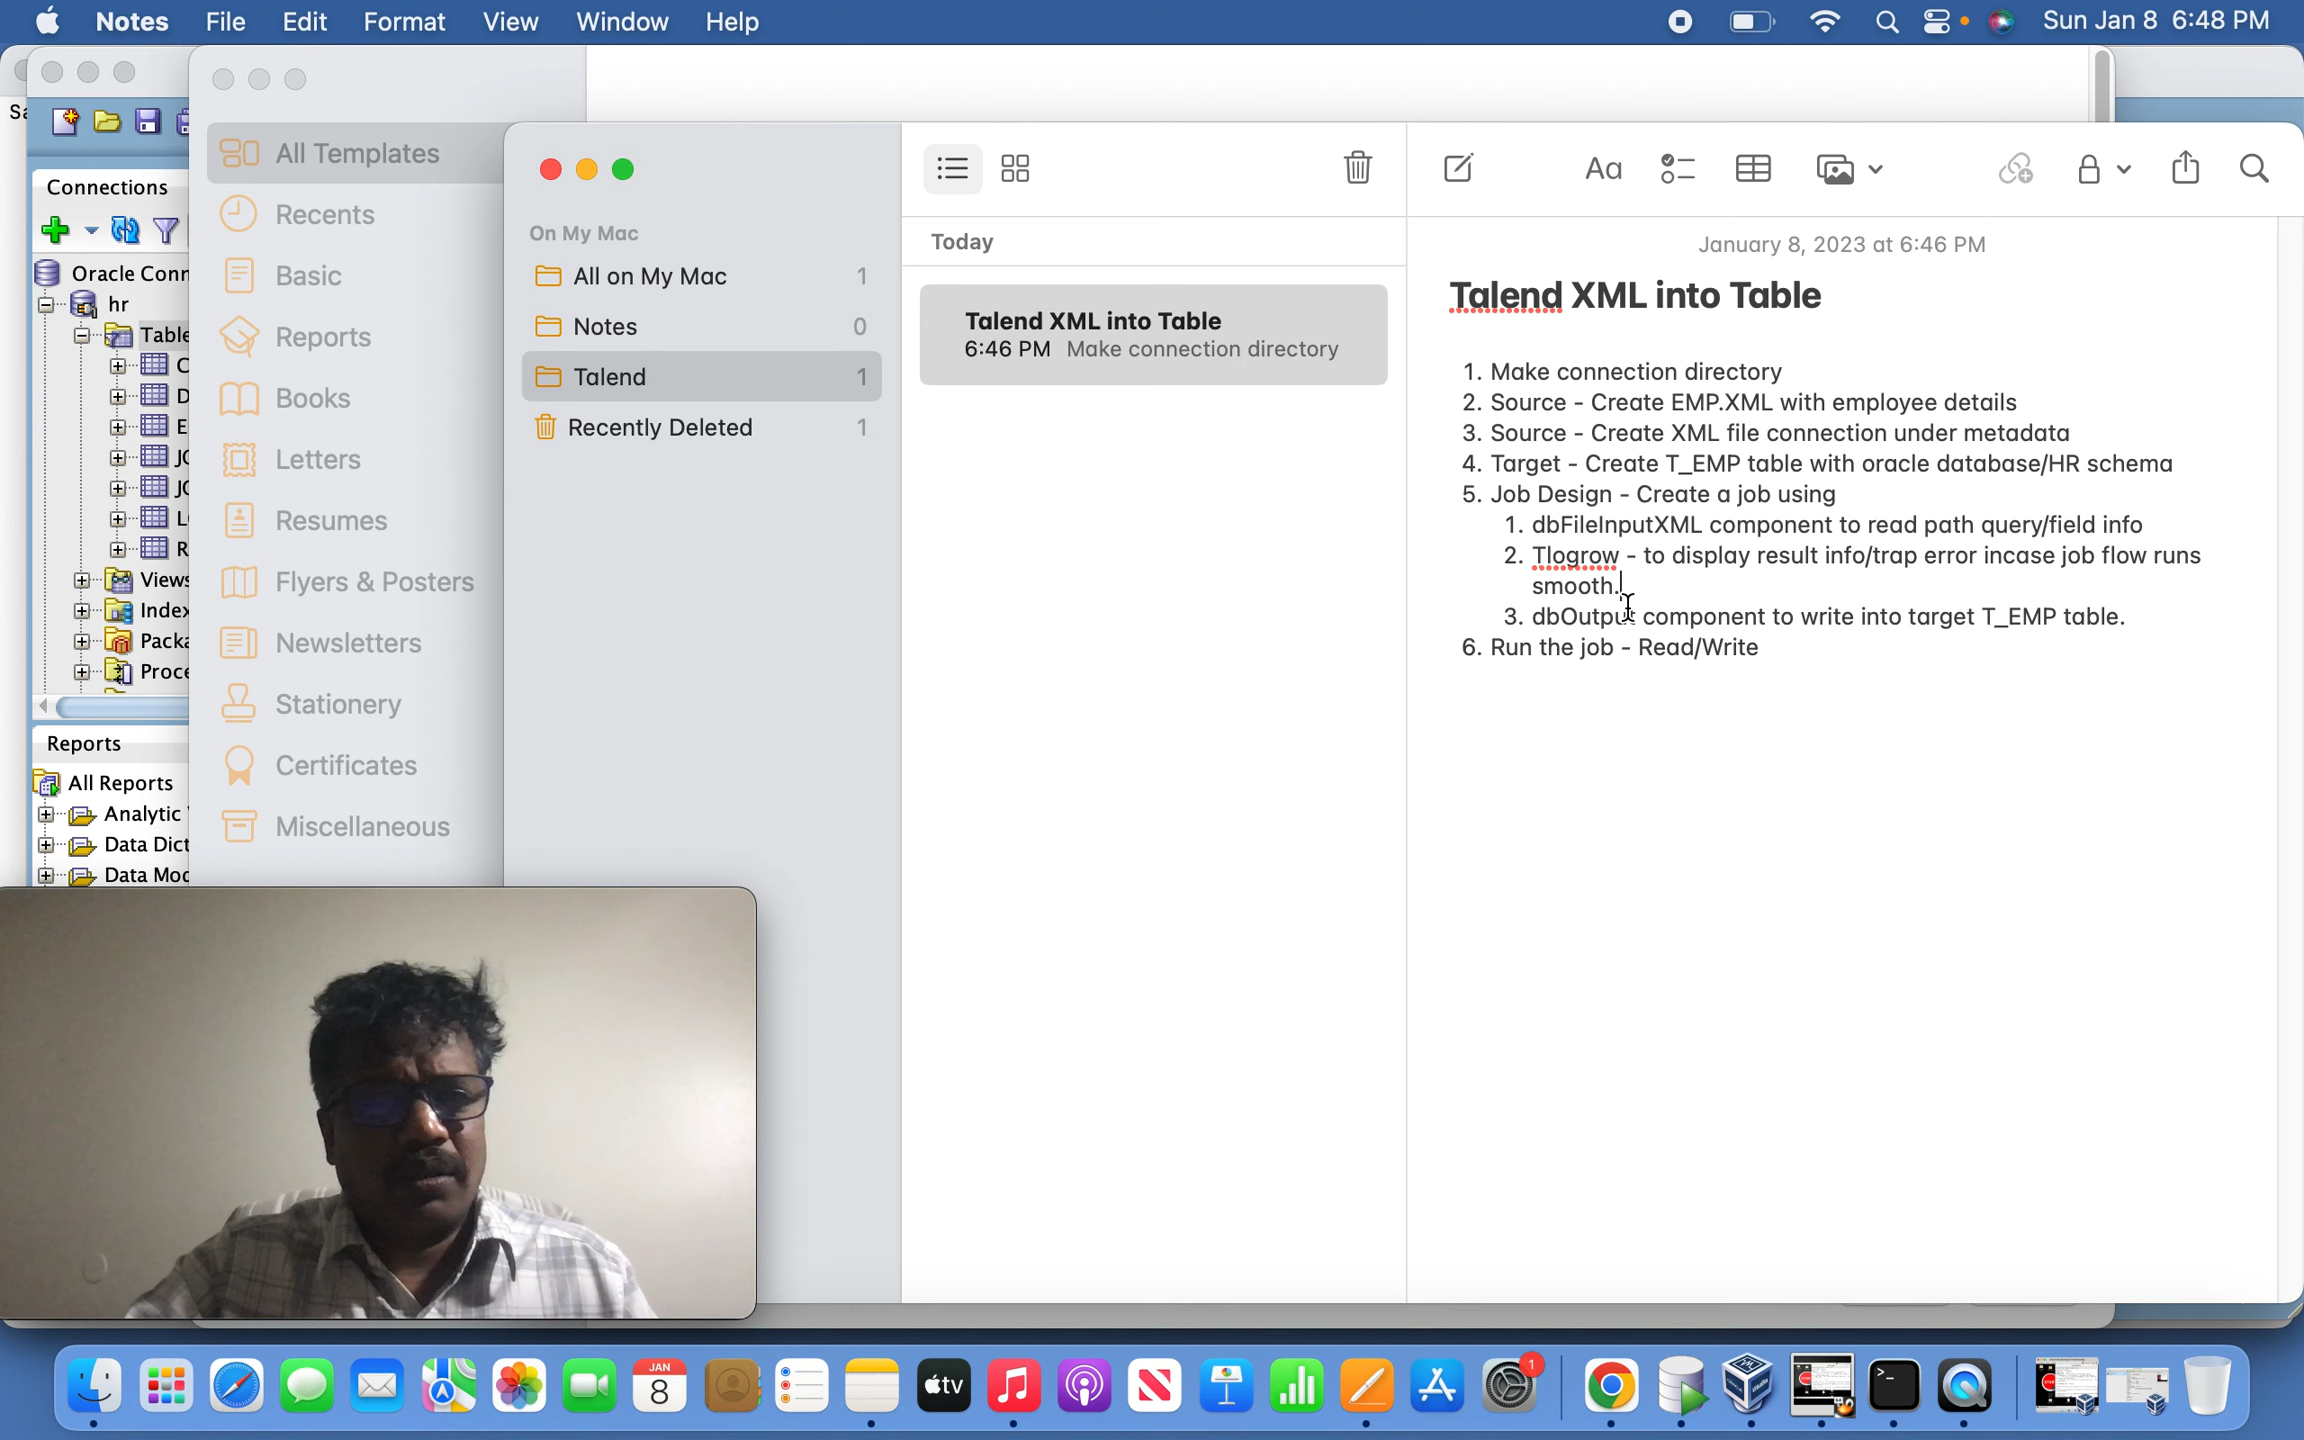 Notes File Edit Format View Window Help
Sun Jan 8 6:48 PM
Sa
Connections
Oracle Conn
hr
Table
C
D
E
JO
JO
LO
R
Views
Index
Packa
Proce
Reports
All Reports
Analytic
Data Dict
Data Mod
All Templates
Recents
Basic
Reports
Books
Letters
Resumes
Flyers & Posters
Newsletters
Stationery
Certificates
Miscellaneous
On My Mac
All on My Mac 1
Notes 0
Talend 1
Recently Deleted 1
Today
Talend XML into Table
6:46 PM Make connection directory
Aa
January 8, 2023 at 6:46 PM
Talend XML into Table
1. Make connection directory
2. Source - Create EMP.XML with employee details
3. Source - Create XML file connection under metadata
4. Target - Create T_EMP table with oracle database/HR schema
5. Job Design - Create a job using
1. dbFileInputXML component to read path query/field info
2. Tlogrow - to display result info/trap error incase job flow runs
smooth.
3. dbOutput component to write into target T_EMP table.
6. Run the job - Read/Write
JAN
8
tv
1